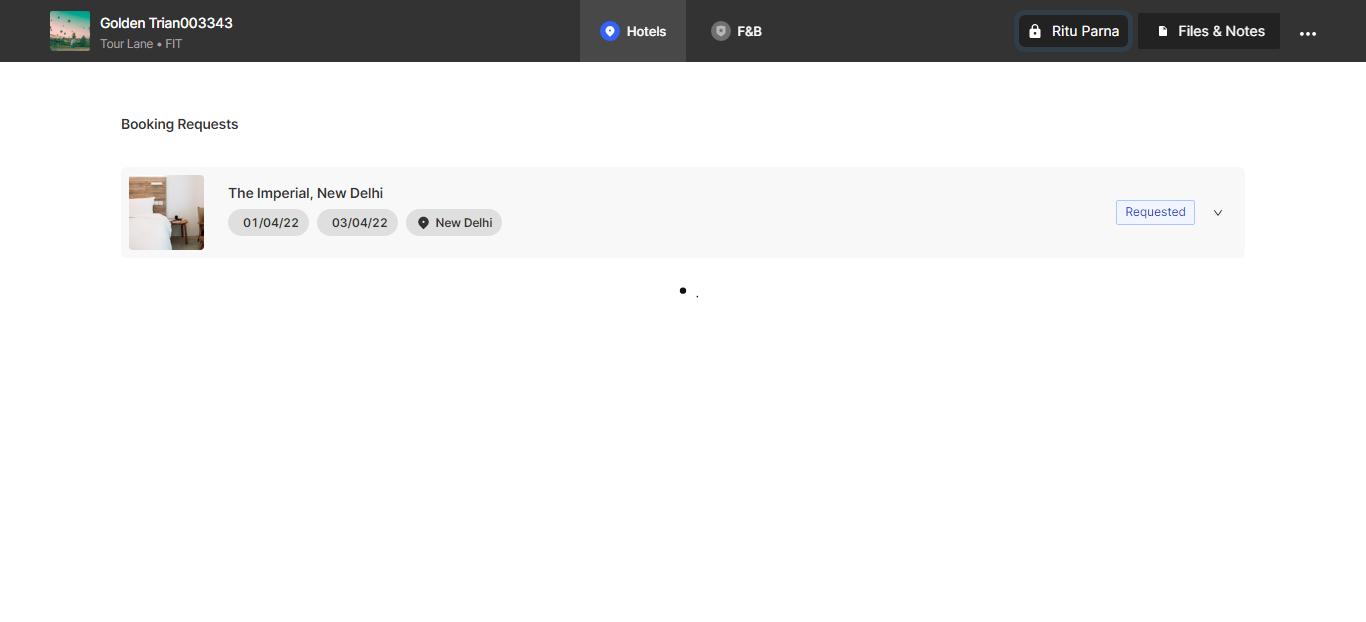 Golden Trian003343
Tour Lane • FIT
Hotels
F&B
Ritu Parna
Files & Notes
Booking Requests
The Imperial, New Delhi
01/04/22
03/04/22
New Delhi
Requested